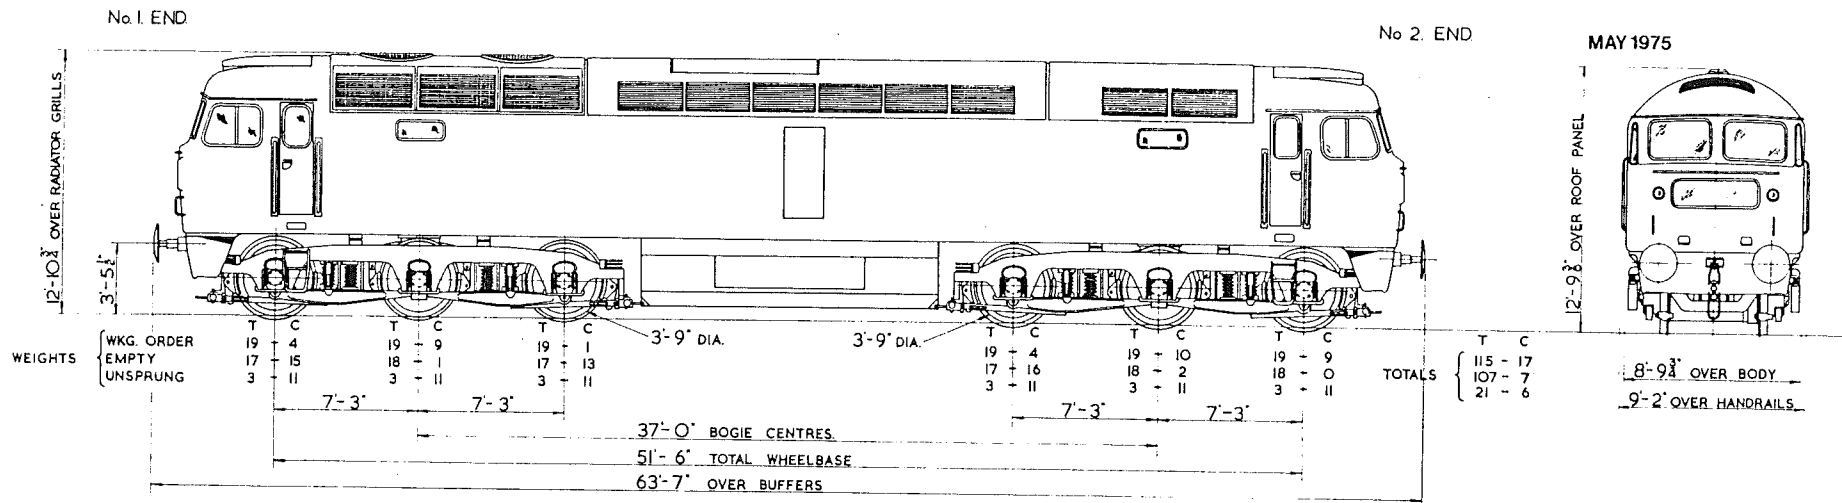 No. 1. END.
No 2. END
MAY 1975
12'-10¾" OVER RADIATOR GRILLS
3'-5½"
12'-9⅜" OVER ROOF PANEL
3'-9" DIA.
3'-9" DIA.
T C T C T C T C T C T C T C
WEIGHTS
WKG. ORDER 19 - 4 19 - 9 19 - 1 19 - 4 19 - 10 19 - 9
EMPTY 17 - 15 18 - 1 17 - 13 17 - 16 18 - 2 18 - 0
UNSPRUNG 3 - 11 3 - 11 3 - 11 3 - 11 3 - 11 3 - 11
TOTALS
115 - 17
107 - 7
21 - 6
8'-9¾" OVER BODY
9'-2" OVER HANDRAILS.
7'-3" 7'-3" 7'-3" 7'-3"
37'-0" BOGIE CENTRES.
51'-6" TOTAL WHEELBASE
63'-7" OVER BUFFERS